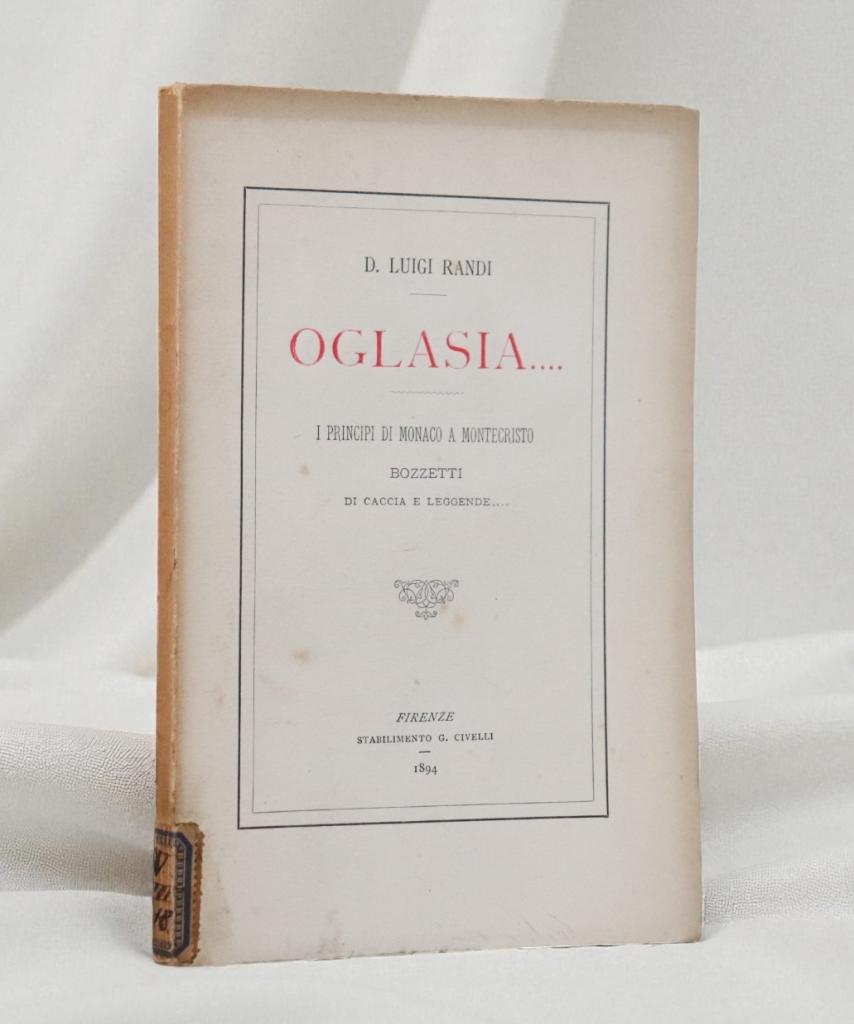 D. LUIGI RANDI
OGLASIA....
I PRINCIPI DI MONACO A MONTECRISTO
BOZZETTI
DI CACCIA E LEGGENDE....
FIRENZE
STABILIMENTO G. CIVELLI
1894